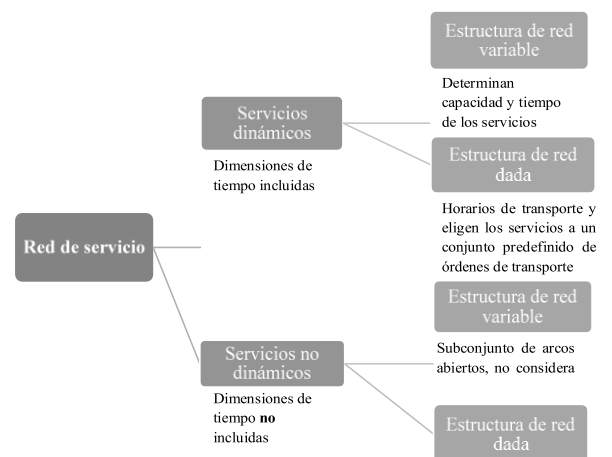 Estructura de red
variable
Determinan
capacidad y tiempo
de los servicios
Servicios
dinámicos
Dimensiones de
tiempo incluidas
Estructura de red
dada
Horarios de transporte y
eligen los servicios a un
conjunto predefinido de
órdenes de transporte
Red de servicio
Estructura de red
variable
Subconjunto de arcos
abiertos, no considera
Servicios no
dinámicos
Dimensiones de
tiempo no
incluidas
Estructura de red
dada